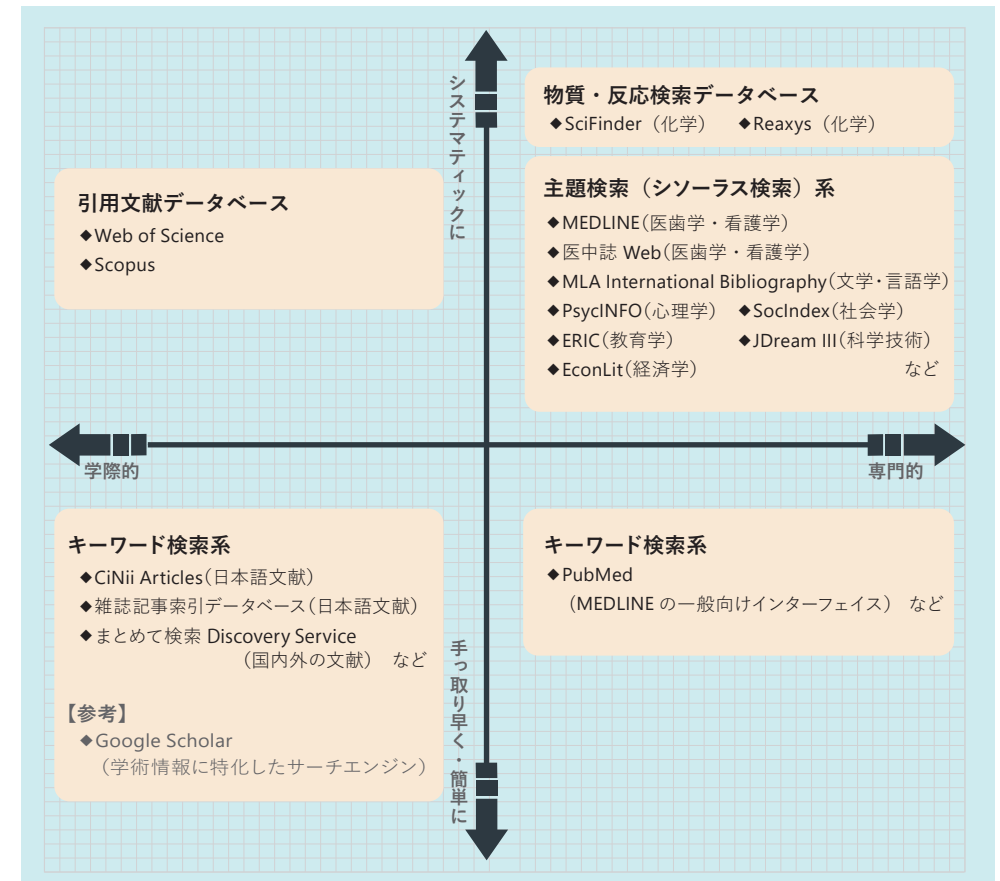 システマティックに
物質・反応検索データベース
◆SciFinder（化学）　◆Reaxys（化学）
主題検索（シソーラス検索）系
◆MEDLINE(医歯学・看護学)
◆医中誌 Web(医歯学・看護学)
◆MLA International Bibliography(文学・言語学)
◆PsycINFO(心理学)　◆SocIndex(社会学)
◆ERIC(教育学)　◆JDream III(科学技術)
◆EconLit(経済学)　など
引用文献データベース
◆Web of Science
◆Scopus
学際的
専門的
キーワード検索系
◆CiNii Articles(日本語文献)
◆雑誌記事索引データベース(日本語文献)
◆まとめて検索 Discovery Service
（国内外の文献）　など
【参考】
◆Google Scholar
（学術情報に特化したサーチエンジン）
キーワード検索系
◆PubMed
（MEDLINE の一般向けインターフェイス）　など
手っ取り早く・簡単に